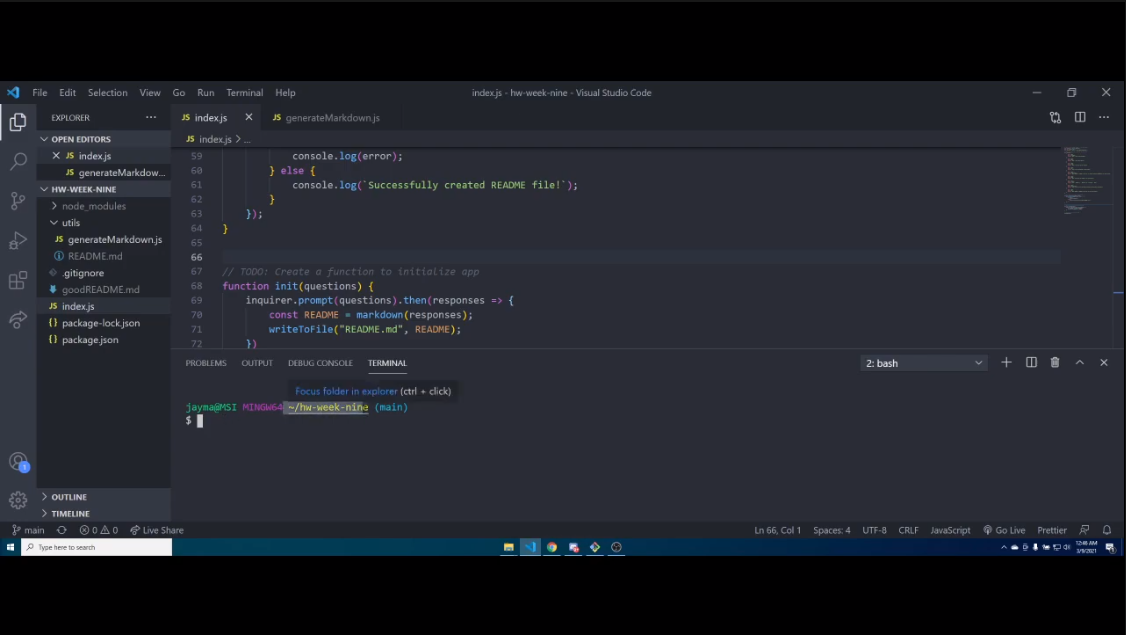 File Edit Selection View Go Run Terminal Help index.js - hw-week-nine - Visual Studio Code
EXPLORER ...
JS index.js × JS generateMarkdown.js ...
OPEN EDITORS
JS index.js > ...
× JS index.js
JS generateMarkdow...
HW-WEEK-NINE
node_modules
utils
JS generateMarkdown.js
README.md
.gitignore
goodREADME.md
JS index.js
{} package-lock.json
{} package.json
OUTLINE
TIMELINE
59 console.log(error);
60 } else {
61 console.log(`Successfully created README file!`);
62 }
63 });
64 }
65
66
67 // TODO: Create a function to initialize app
68 function init(questions) {
69 inquirer.prompt(questions).then(responses => {
70 const README = markdown(responses);
71 writeToFile("README.md", README);
72 })
PROBLEMS OUTPUT DEBUG CONSOLE TERMINAL 2: bash
Focus folder in explorer (ctrl + click)
jayma@MSI MINGW64 ~/hw-week-nine (main)
$
1
main 0 0 Live Share Ln 66, Col 1 Spaces: 4 UTF-8 CRLF JavaScript Go Live Prettier
Type here to search 12:46 AM
3/9/2021